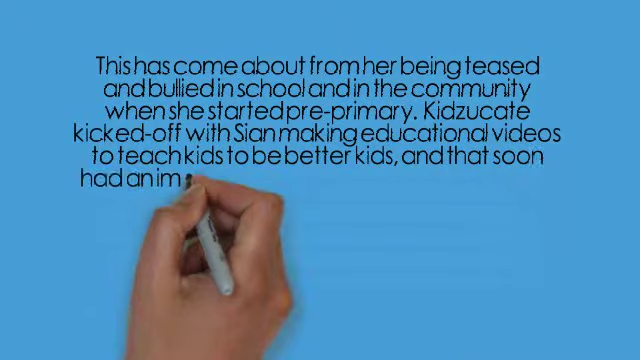 This has come about from her being teased
and bullied in school and in the community
when she started pre-primary. Kidzucate
kicked-off with Sian making educational videos
to teach kids to be better kids, and that soon
had an im